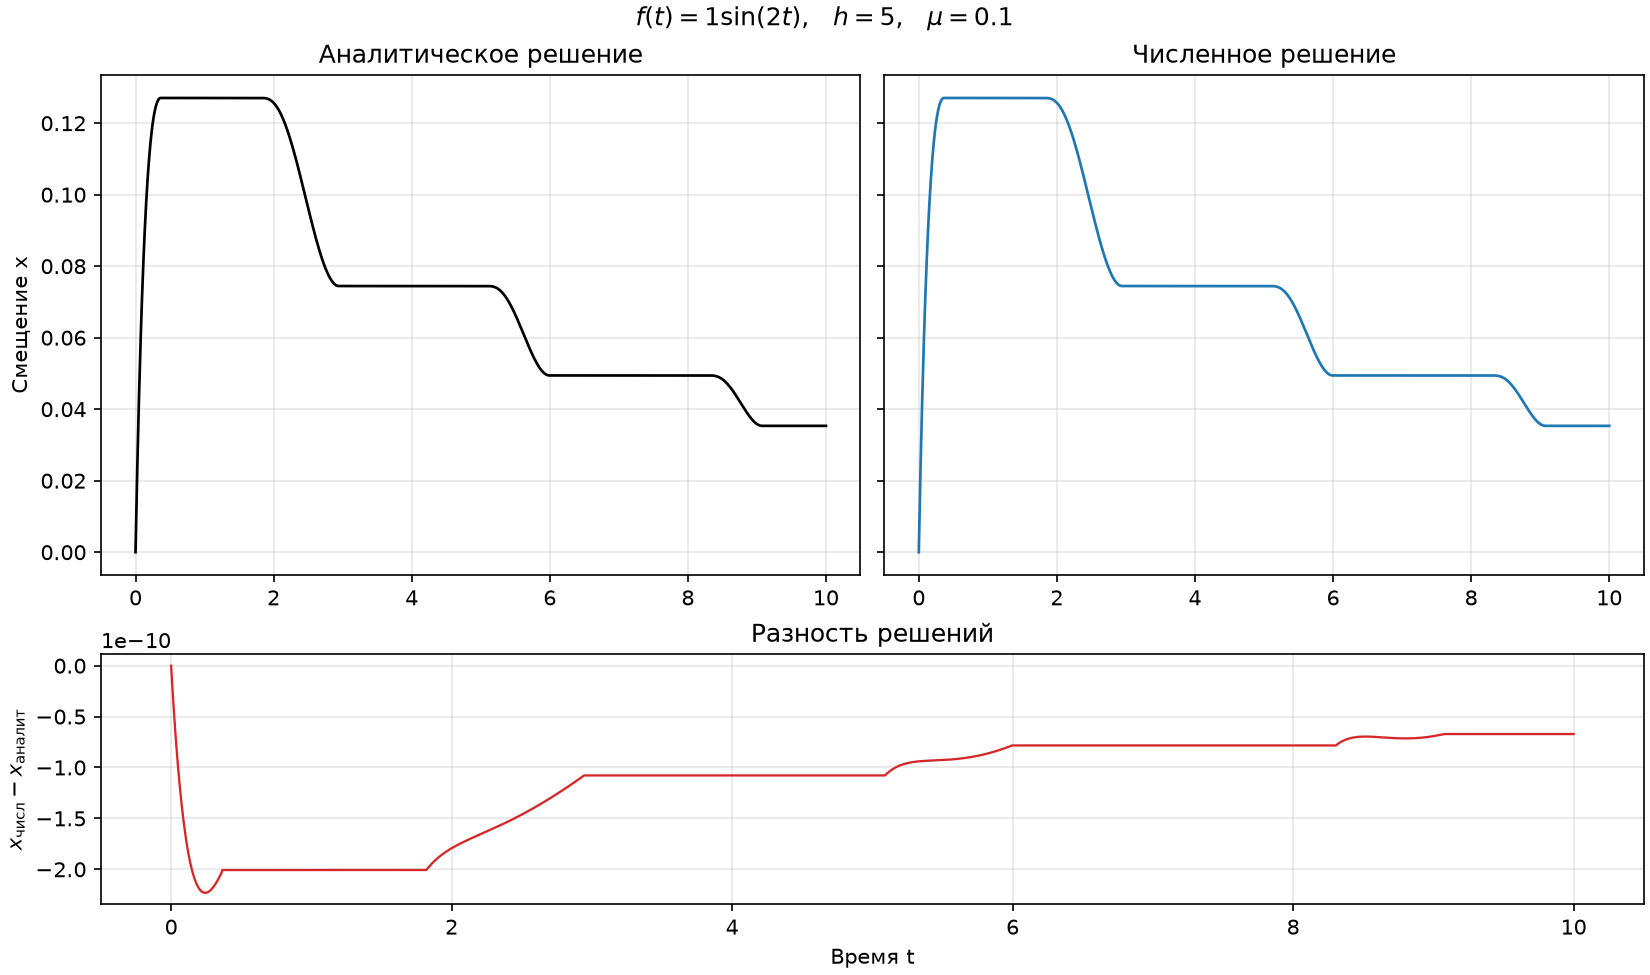 f(t) = 1sin(2t),   h = 5,   μ = 0.1
Аналитическое решение
Численное решение
Смещение x
0.12
0.10
0.08
0.06
0.04
0.02
0.00
0 2 4 6 8 10
0 2 4 6 8 10
1e−10
Разность решений
x числ − x аналит
0.0
−0.5
−1.0
−1.5
−2.0
0 2 4 6 8 10
Время t